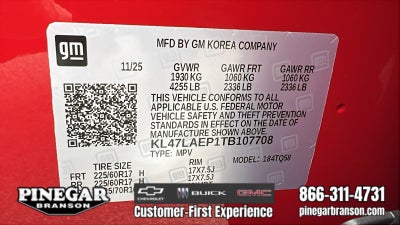 gm
MFD BY GM KOREA COMPANY
11/25 GVWR GAWR FRT GAWR RR
1930 KG 1060 KG 1060 KG
4255 LB 2336 LB 2336 LB
THIS VEHICLE CONFORMS TO ALL
APPLICABLE U.S. FEDERAL MOTOR
VEHICLE SAFETY AND THEFT PREVENTION
STANDARDS IN EFFECT ON THE DATE OF
MANUFACTURE SHOWN ABOVE.
KL47LAEP1TB107708
TYPE: MPV MODEL: 1B4TQ58
TIRE SIZE RIM
FRT 225/60R17 17X7.5J
225/60R17 17X7.5J
PINEGAR
BRANSON
CHEVROLET BUICK GMC
Customer-First Experience
866-311-4731
pinegarbranson.com